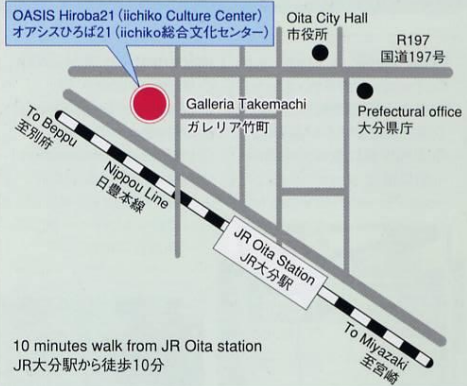 OASIS Hiroba21 (iichiko Culture Center)
オアシスひろば21 (iichiko総合文化センター)
Oita City Hall
市役所
R197
国道197号
Galleria Takemachi
ガレリア竹町
Prefectural office
大分県庁
To Beppu
至別府
Nippou Line
日豊本線
JR Oita Station
JR大分駅
To Miyazaki
至宮崎
10 minutes walk from JR Oita station
JR大分駅から徒歩10分